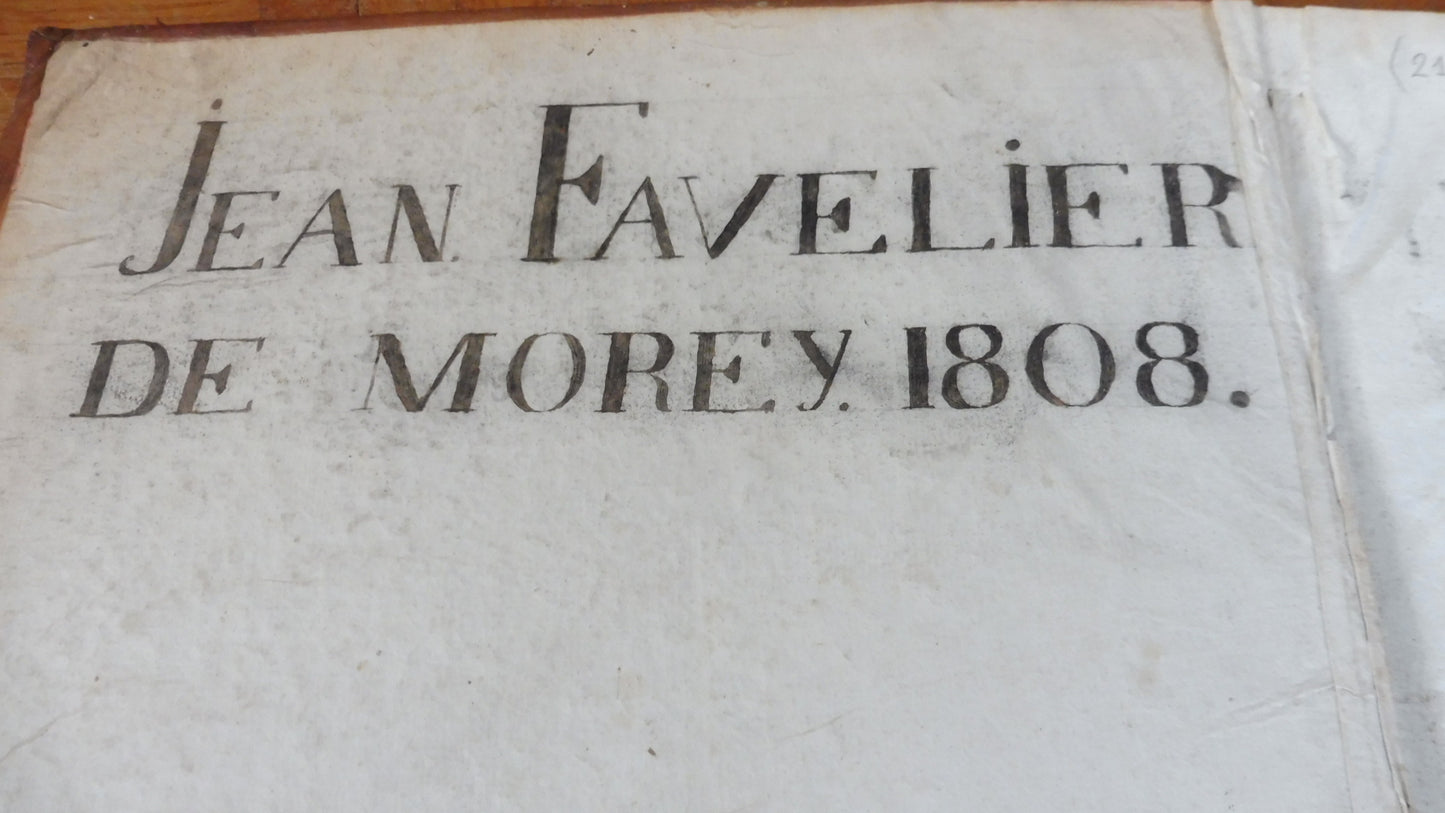 JEAN. FAVELIER
DE MOREY. 1808.